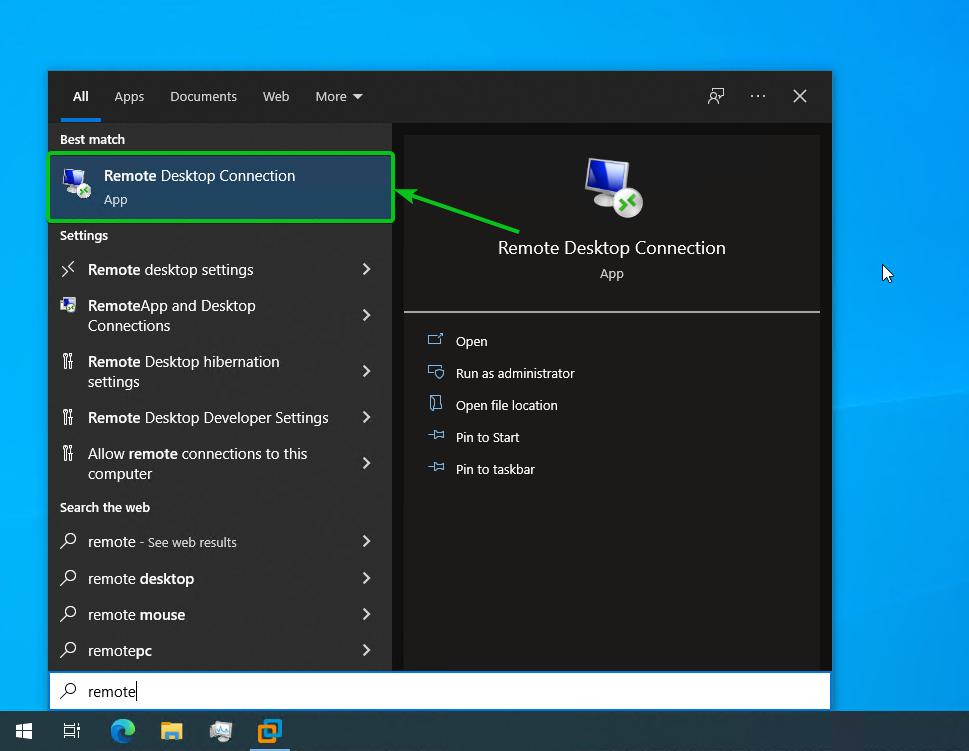 All
Apps
Documents
Web
More
Best match
Remote Desktop Connection
App
Settings
Remote desktop settings
RemoteApp and Desktop
Connections
Remote Desktop hibernation
settings
Remote Desktop Developer Settings
Allow remote connections to this
computer
Search the web
remote - See web results
remote desktop
remote mouse
remotepc
remote
Remote Desktop Connection
App
Open
Run as administrator
Open file location
Pin to Start
Pin to taskbar